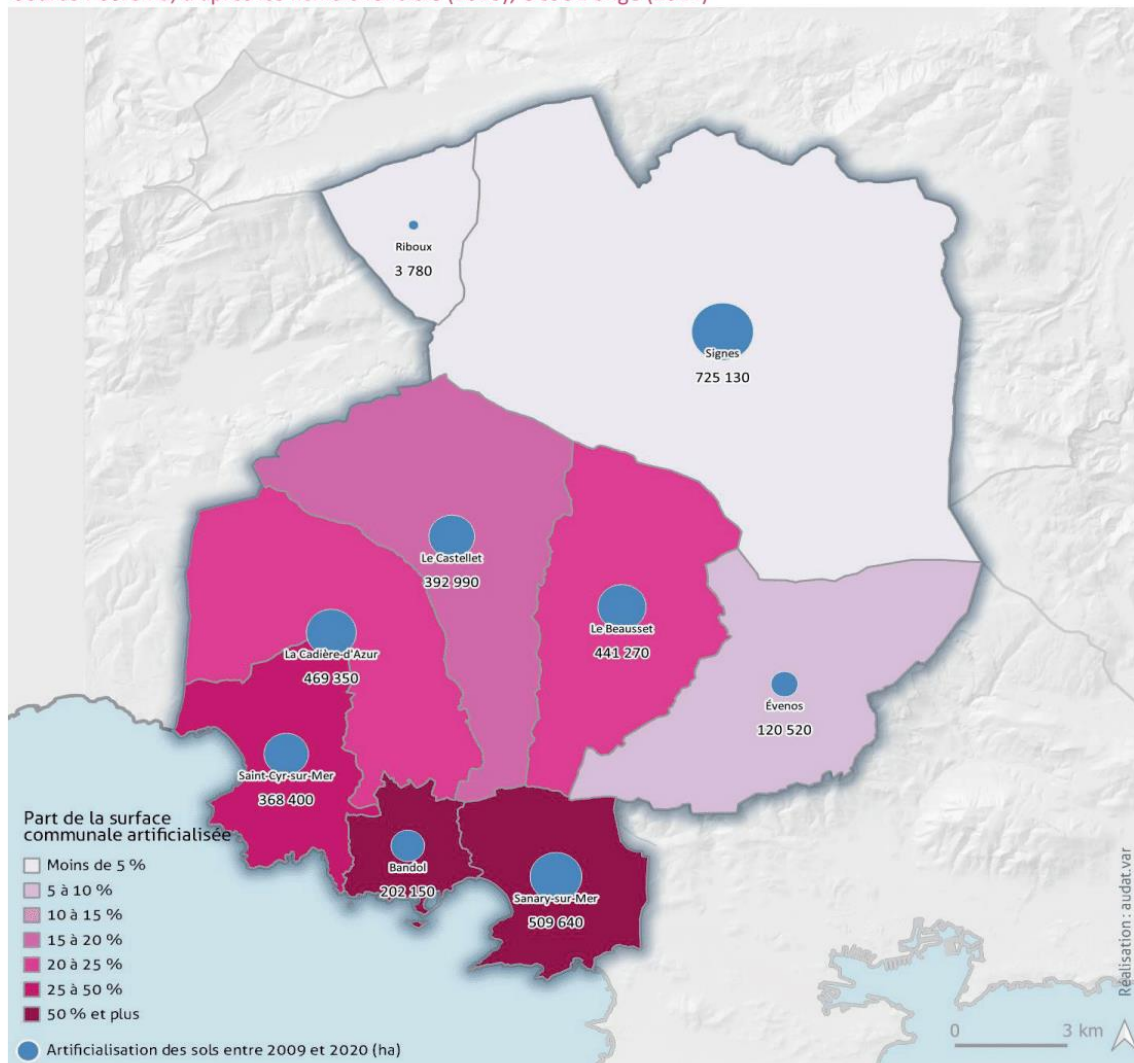 Riboux
3 780
Signes
725 130
Le Castellet
392 990
Le Beausset
441 270
La Cadière-d'Azur
469 350
Évenos
120 520
Saint-Cyr-sur-Mer
368 400
Bandol
202 150
Sanary-sur-Mer
509 640
Part de la surface
communale artificialisée
Moins de 5 %
5 à 10 %
10 à 15 %
15 à 20 %
20 à 25 %
25 à 50 %
50 % et plus
Artificialisation des sols entre 2009 et 2020 (ha)
0 3 km
Réalisation : audat.var